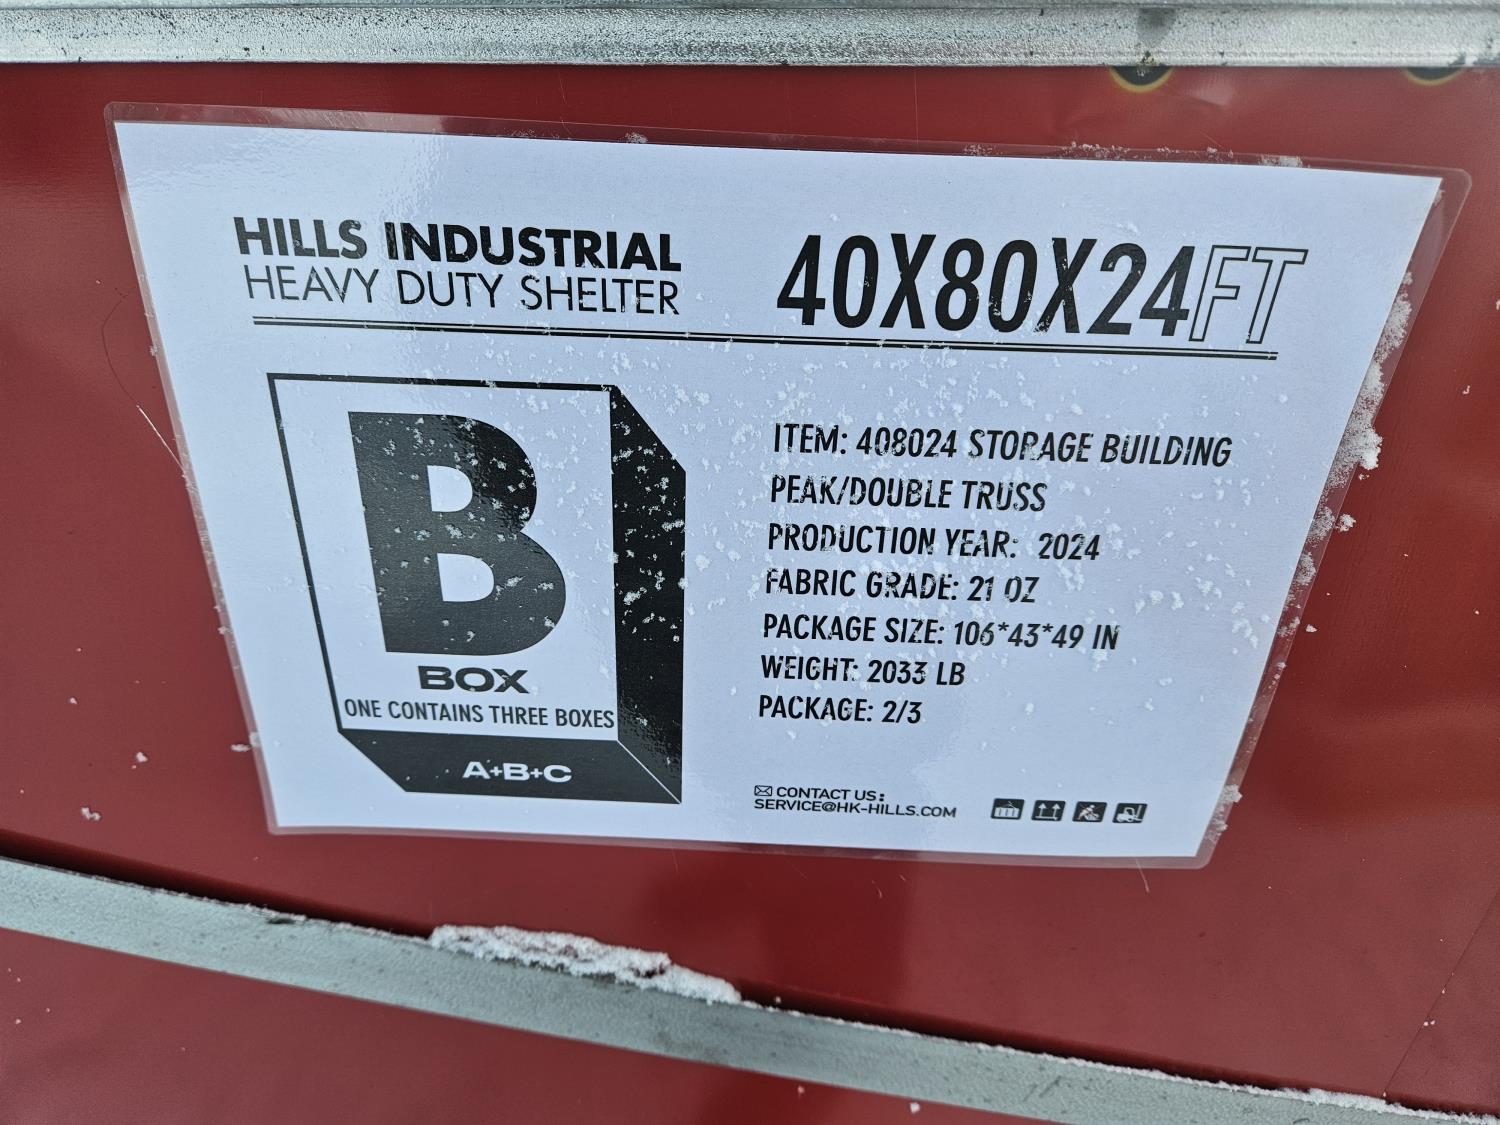 HILLS INDUSTRIAL
HEAVY DUTY SHELTER
40X80X24FT
B
BOX
ONE CONTAINS THREE BOXES
A+B+C
ITEM: 408024 STORAGE BUILDING
PEAK/DOUBLE TRUSS
PRODUCTION YEAR: 2024
FABRIC GRADE: 21 OZ
PACKAGE SIZE: 106*43*49 IN
WEIGHT: 2033 LB
PACKAGE: 2/3
CONTACT US:
SERVICE@HK-HILLS.COM